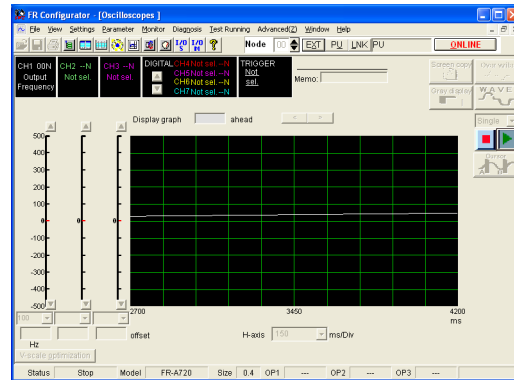 FR Configurator - [Oscilloscopes ]
File View Settings Parameter Monitor Diagnosis Test Running Advanced(Z) Window Help
I/O S I/O M ? Node 00 EXT PU LNK PU ONLINE
CH1 00N Output Frequency
CH2 --N Not sel.
CH3 --N Not sel.
DIGITAL CH4 Not sel. --N
CH5 Not sel. --N
CH6 Not sel. --N
CH7 Not sel. --N
TRIGGER Not sel.
Memo:
Screen copy
Gray display
WAVE
Display graph ahead
< >
Single
Cursor
500
400
300
200
100
0 0 0
-100
-200
-300
-400
-500
2700 3450 4200
ms
100
offset
Hz
H-axis 150 ms/Div
V-scale optimization
Status Stop Model FR-A720 Size 0.4 OP1 --- OP2 --- OP3 ---